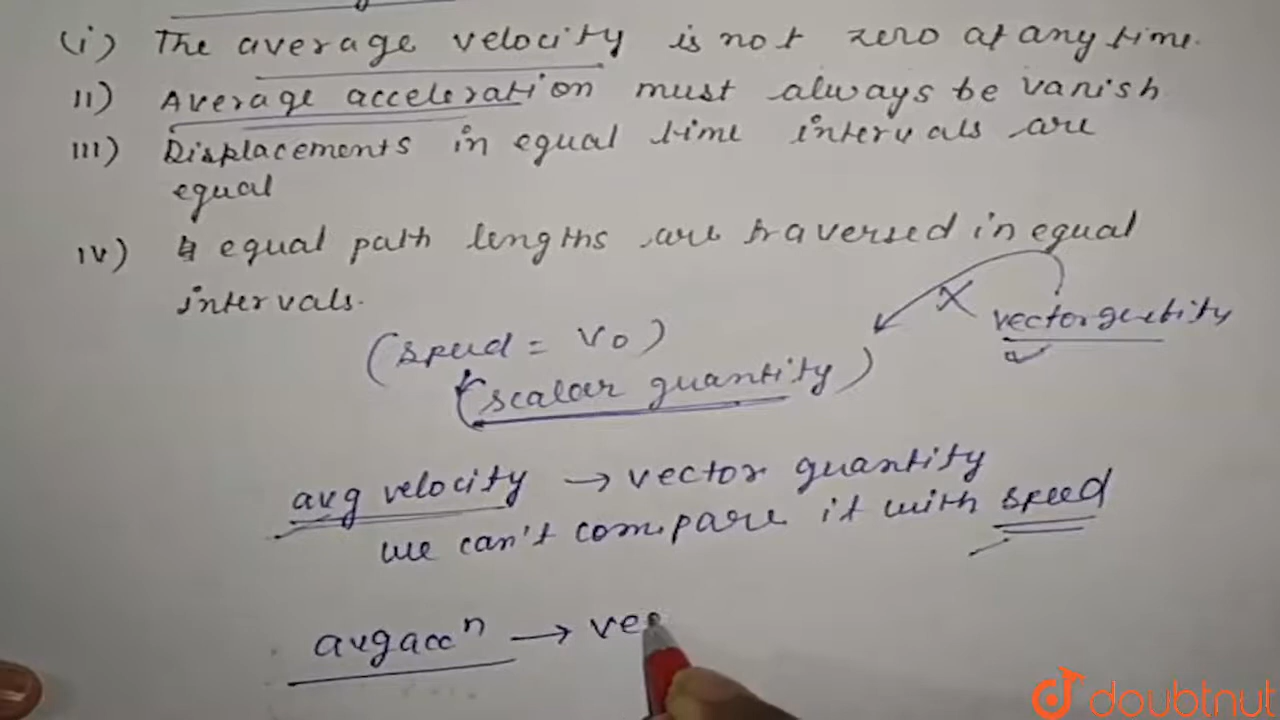 (i) The average velocity is not zero at any time.
ii) Average acceleration must always be vanish
iii) Displacements in equal time intervals are
equal
iv) equal path lengths are traversed in equal
intervals.
vector quetity
(speed = v0)
(scalar quantity)
avg velocity → vector quantity
we can't compare it with speed
avg accⁿ → ve
doubtnut